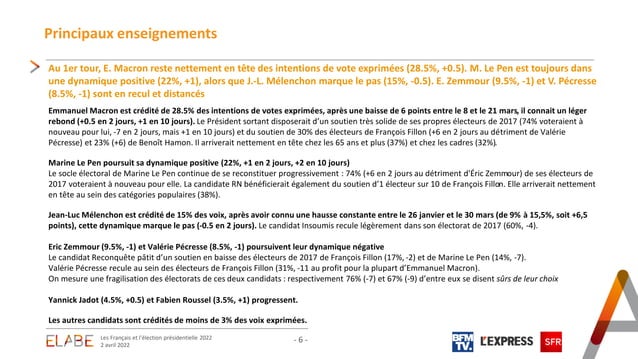 Principaux enseignements
Au 1er tour, E. Macron reste nettement en tête des intentions de vote exprimées (28.5%, +0.5). M. Le Pen est toujours dans
une dynamique positive (22%, +1), alors que J.-L. Mélenchon marque le pas (15%, -0.5). E. Zemmour (9.5%, -1) et V. Pécresse
(8.5%, -1) sont en recul et distancés
Emmanuel Macron est crédité de 28.5% des intentions de votes exprimées, après une baisse de 6 points entre le 8 et le 21 mars, il connait un léger
rebond (+0.5 en 2 jours, +1 en 10 jours). Le Président sortant disposerait d'un soutien très solide de ses propres électeurs de 2017 (74% voteraient à
nouveau pour lui, -7 en 2 jours, mais +1 en 10 jours) et du soutien de 30% des électeurs de François Fillon (+6 en 2 jours au détriment de Valérie
Pécresse) et 23% (+6) de Benoît Hamon. Il arriverait nettement en tête chez les 65 ans et plus (37%) et chez les cadres (32%).
Marine Le Pen poursuit sa dynamique positive (22%, +1 en 2 jours, +2 en 10 jours)
Le socle électoral de Marine Le Pen continue de se reconstituer progressivement : 74% (+6 en 2 jours au détriment d'Éric Zemmour) de ses électeurs de
2017 voteraient à nouveau pour elle. La candidate RN bénéficierait également du soutien d'1 électeur sur 10 de François Fillon. Elle arriverait nettement
en tête au sein des catégories populaires (38%).
Jean-Luc Mélenchon est crédité de 15% des voix, après avoir connu une hausse constante entre le 26 janvier et le 30 mars (de 9% à 15,5%, soit +6,5
points), cette dynamique marque le pas (-0.5 en 2 jours). Le candidat Insoumis recule légèrement dans son électorat de 2017 (60%, -4).
Eric Zemmour (9.5%, -1) et Valérie Pécresse (8.5%, -1) poursuivent leur dynamique négative
Le candidat Reconquête pâtit d'un soutien en baisse des électeurs de 2017 de François Fillon (17%, -2) et de Marine Le Pen (14%, -7).
Valérie Pécresse recule au sein des électeurs de François Fillon (31%, -11 au profit pour la plupart d'Emmanuel Macron).
On mesure une fragilisation des électorats de ces deux candidats : respectivement 76% (-7) et 67% (-9) d'entre eux se disent sûrs de leur choix
Yannick Jadot (4.5%, +0.5) et Fabien Roussel (3.5%, +1) progressent.
Les autres candidats sont crédités de moins de 3% des voix exprimées.
ELABE
Les Français et l'élection présidentielle 2022
2 avril 2022
- 6 -
BFM
TV.
L'EXPRESS
SFR